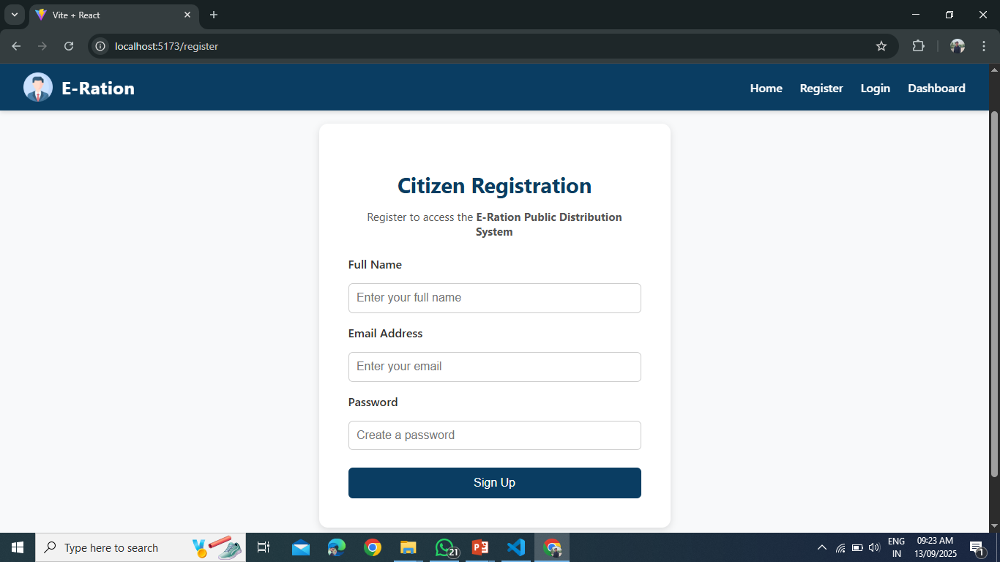 Vite + React
localhost:5173/register
E-Ration
Home Register Login Dashboard
Citizen Registration
Register to access the E-Ration Public Distribution
System
Full Name
Enter your full name
Email Address
Enter your email
Password
Create a password
Sign Up
Type here to search
21
ENG
IN
09:23 AM
13/09/2025
1